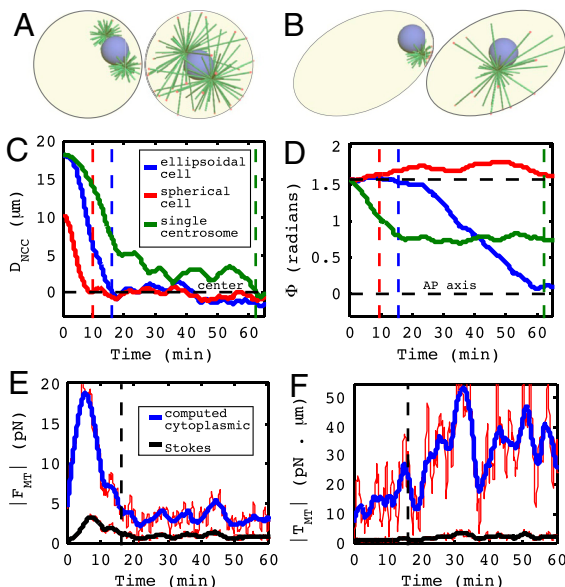 A
B
C
D
20
15
10
5
0
D_NCC (μm)
ellipsoidal
cell
spherical
cell
single
centrosome
center
0 10 20 30 40 50 60
Time (min)
2
1.5
1
0.5
0
Φ (radians)
AP axis
0 10 20 30 40 50 60
Time (min)
E
F
20
15
10
5
0
|F_MT| (pN)
computed
cytoplasmic
Stokes
0 10 20 30 40 50 60
Time (min)
50
40
30
20
10
0
|T_MT| (pN · μm)
0 10 20 30 40 50 60
Time (min)